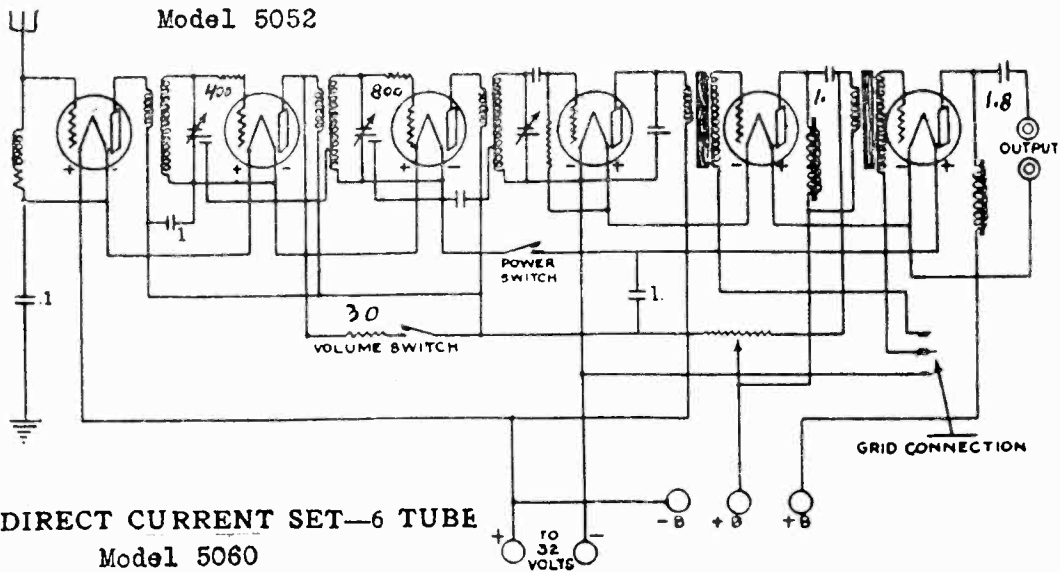 Model 5052
400
800
1.
1.8
OUTPUT
+ -
+ -
+ -
- +
- +
- +
1
POWER
SWITCH
.1
1.
30
VOLUME SWITCH
GRID CONNECTION
-B +B +B
DIRECT CURRENT SET—6 TUBE
+ TO -
32
VOLTS
Model 5060